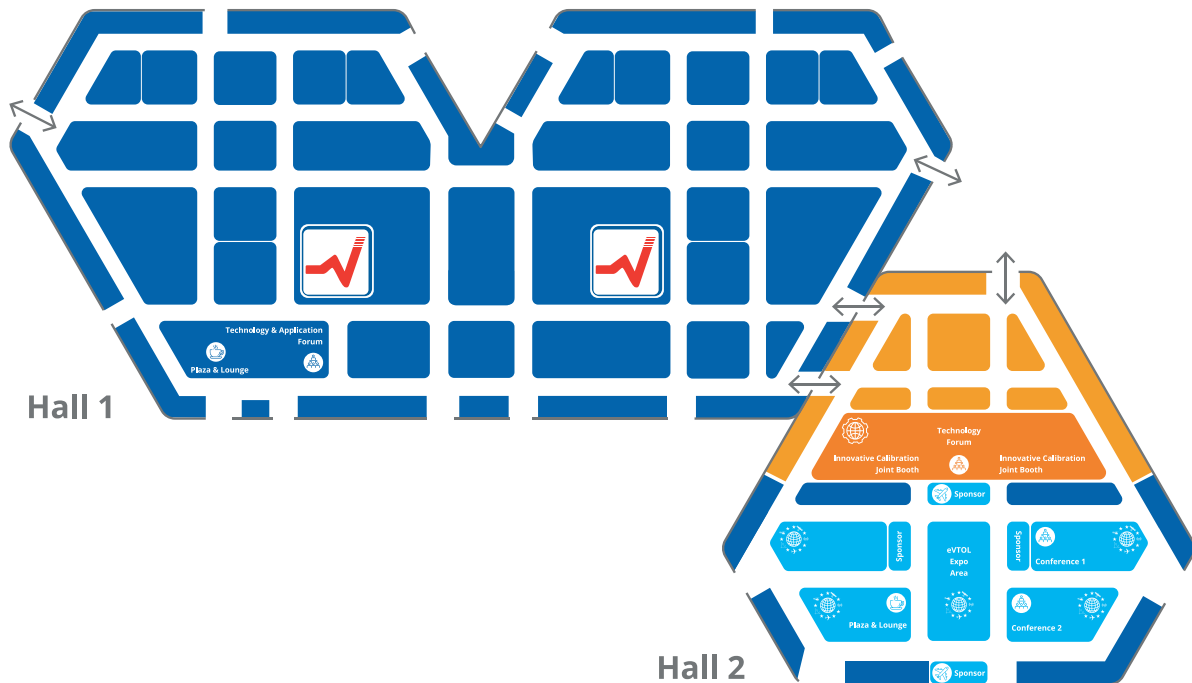 Technology & Application
Forum
Plaza & Lounge
Hall 1
Technology
Forum
Innovative Calibration
Joint Booth
Innovative Calibration
Joint Booth
Sponsor
Sponsor
eVTOL
Expo
Area
Sponsor
Conference 1
Plaza & Lounge
Conference 2
Hall 2
Sponsor